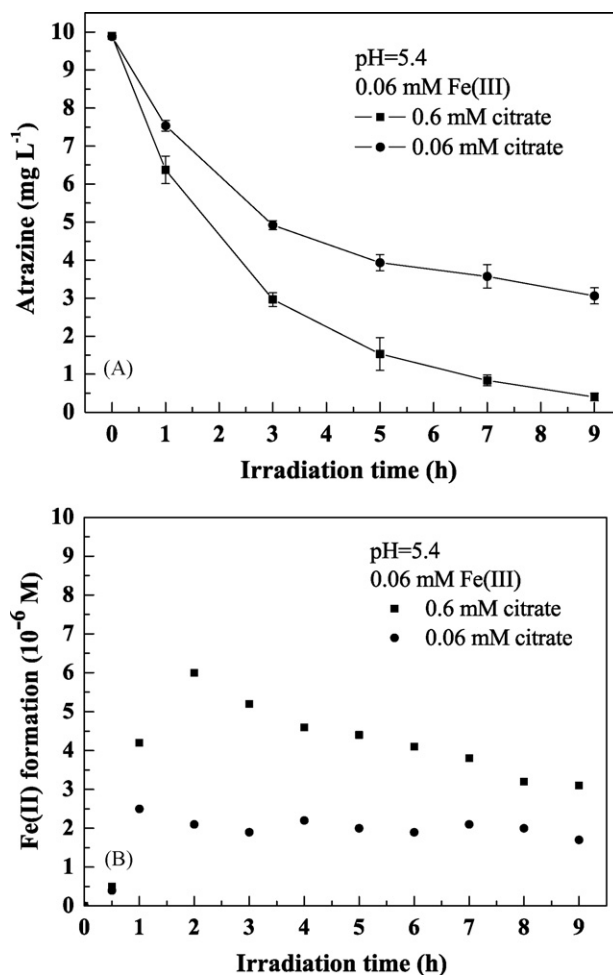 10
9
8
7
6
5
4
3
2
1
0
Atrazine (mg L⁻¹)
pH=5.4
0.06 mM Fe(III)
0.6 mM citrate
0.06 mM citrate
(A)
0 1 2 3 4 5 6 7 8 9
Irradiation time (h)
10
9
8
7
6
5
4
3
2
1
0
Fe(II) formation (10⁻⁶ M)
pH=5.4
0.06 mM Fe(III)
0.6 mM citrate
0.06 mM citrate
(B)
0 1 2 3 4 5 6 7 8 9
Irradiation time (h)